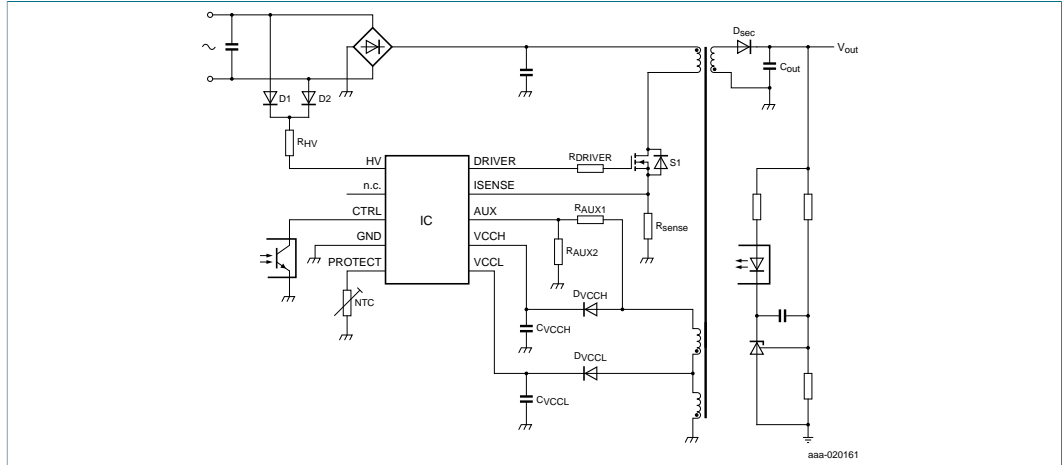 Dsec
Vout
Cout
D1
D2
RHV
HV
DRIVER
RDRIVER
S1
n.c.
ISENSE
CTRL
IC
AUX
RAUX1
Rsense
GND
VCCH
RAUX2
PROTECT
VCCL
NTC
DVCCH
CVCCH
DVCCL
CVCCL
aaa-020161